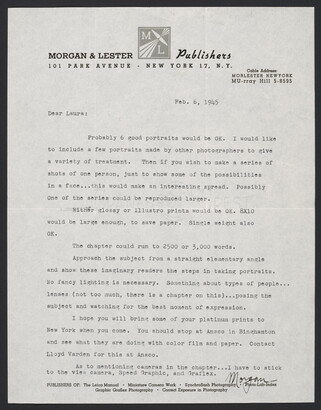 ML
MORGAN & LESTER Publishers
101 PARK AVENUE - NEW YORK 17, N.Y.
Cable Address:
MORLESTER NEWYORK
MU-rray Hill 5-8505
Feb. 6, 1945
Dear Laura:
Probably 6 good portraits would be OK. I would like
to include a few portraits made by other photographers to give
a variety of treatment. Then if you wish to make a series of
shots of one person, just to show some of the possibilities
in a face...this would make an interesting spread. Possibly
one of the series could be reproduced larger.
Either glossy or Illustro prints would be OK. 8X10
would be large enough, to save paper. Single weight also
OK.
The chapter could run to 2500 or 3,000 words.
Approach the subject from a straight elementary angle
and show these imaginary readers the steps in taking portraits.
No fancy lighting is necessary. Something about types of people...
lenses (not too much, there is a chapter on this)...posing the
subject and watching for the best moment of expression.
I hope you will bring some of your platinum prints to
New York when you come. You should stop at Ansco in Binghamton
and see what they are doing with color film and paper. Contact
Lloyd Varden for this at Ansco.
As to mentioning cameras in the chapter...I have to stick
to the view camera, Speed Graphic, and Graflex.
Morgan
PUBLISHERS OF: The Leica Manual · Miniature Camera Work · Synchroflash Photography · Photo-Lab-Index
Graphic Graflex Photography · Correct Exposure in Photography